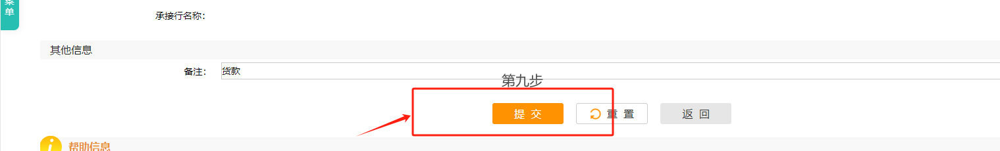 菜
单
承接行名称：
其他信息
备注： 货款
第九步
提 交 重 置 返 回
帮助信息